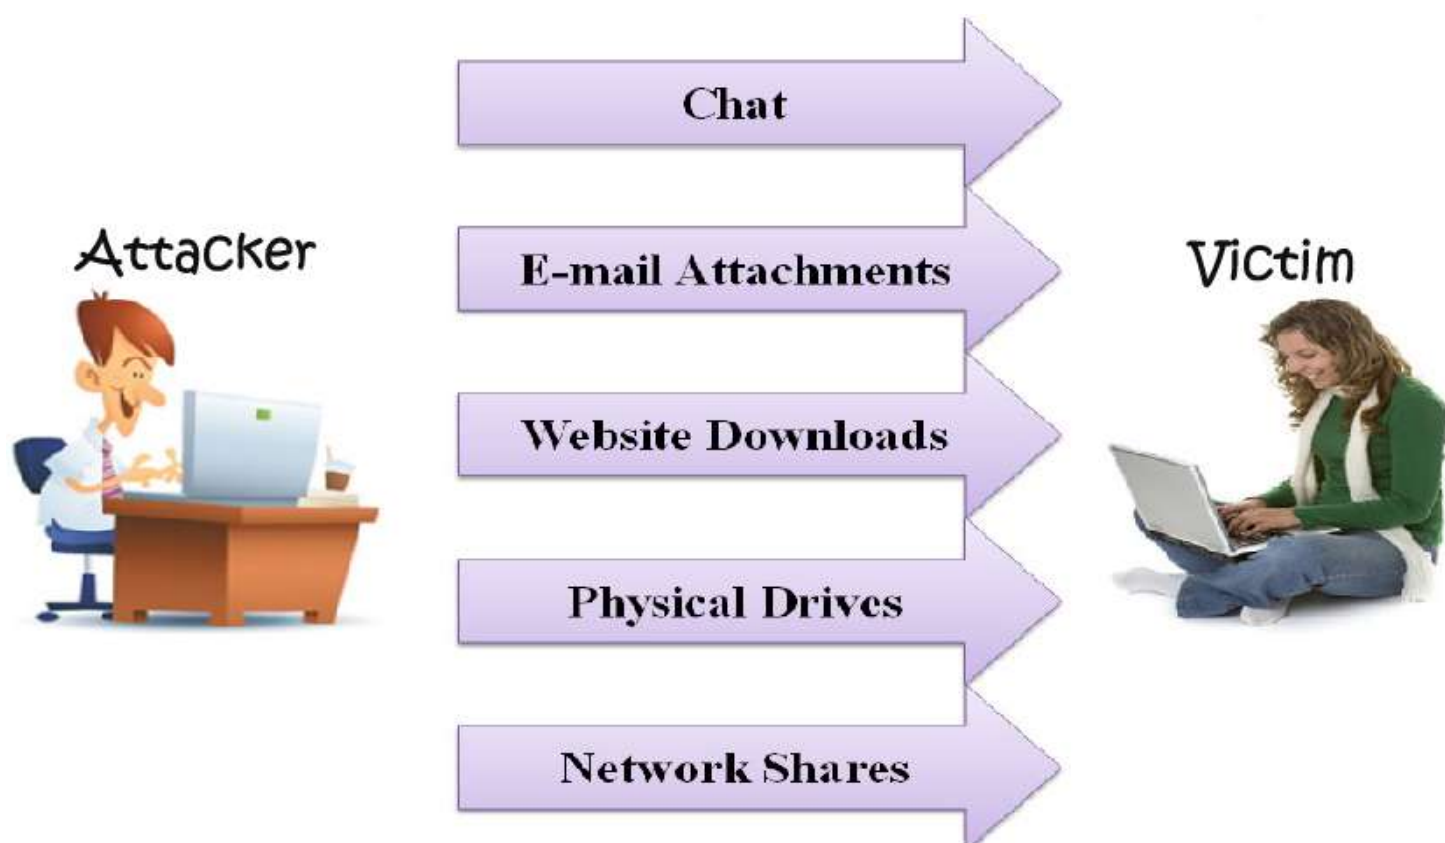 Chat
Attacker
E-mail Attachments
Victim
Website Downloads
Physical Drives
Network Shares